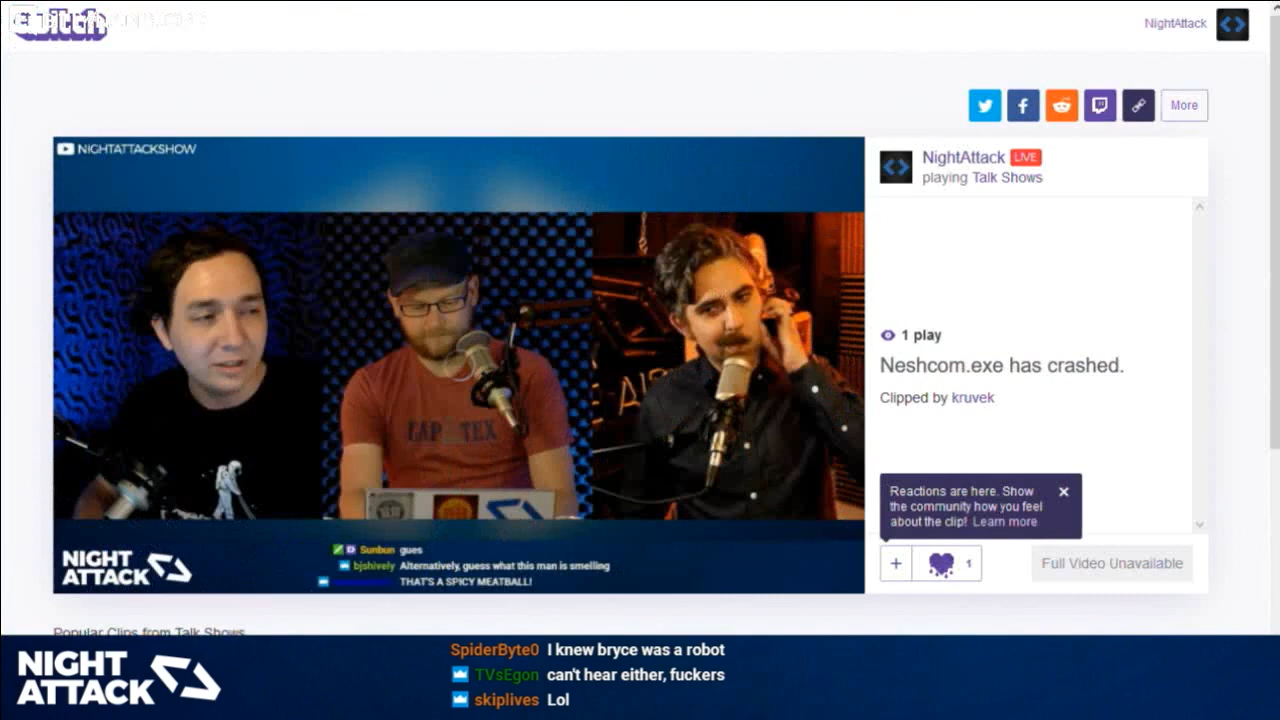 twitch
NightAttack
More
NIGHTATTACKSHOW
NightAttack LIVE
playing Talk Shows
1 play
Neshcom.exe has crashed.
Clipped by kruvek
Reactions are here. Show
the community how you feel
about the clip! Learn more
+
1
Full Video Unavailable
NIGHT
ATTACK
Sunbun gues
bjshively Alternatively, guess what this man is smelling
THAT'S A SPICY MEATBALL!
Popular Clips from Talk Shows
NIGHT
ATTACK
SpiderByte0 I knew bryce was a robot
TVsEgon can't hear either, fuckers
skiplives Lol